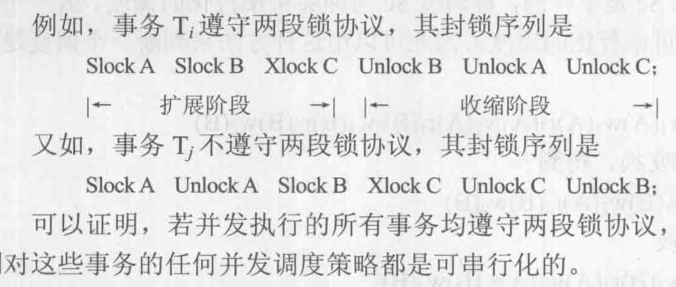 例如，事务 Ti 遵守两段锁协议，其封锁序列是
Slock A Slock B Xlock C Unlock B Unlock A Unlock C;
|← 扩展阶段 →| |← 收缩阶段 →|
又如，事务 Tj 不遵守两段锁协议，其封锁序列是
Slock A Unlock A Slock B Xlock C Unlock C Unlock B;
可以证明，若并发执行的所有事务均遵守两段锁协议，
对这些事务的任何并发调度策略都是可串行化的。